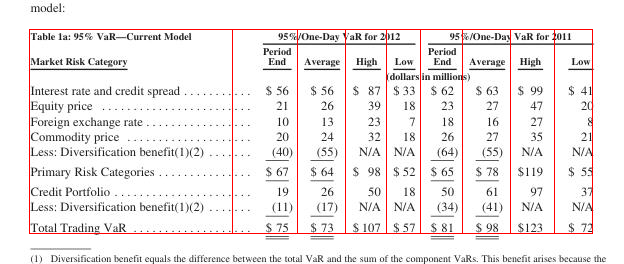 model:
Table 1a: 95% VaR—Current Model 95%/One-Day VaR for 2012 95%/One-Day VaR for 2011
Period Period
Market Risk Category End Average High Low End Average High Low
(dollars in millions)
Interest rate and credit spread . . . . . . . . . . . $ 56 $ 56 $ 87 $ 33 $ 62 $ 63 $ 99 $ 41
Equity price . . . . . . . . . . . . . . . . . . . . . . . . 21 26 39 18 23 27 47 20
Foreign exchange rate . . . . . . . . . . . . . . . . . 10 13 23 7 18 16 27 8
Commodity price . . . . . . . . . . . . . . . . . . . . 20 24 32 18 26 27 35 21
Less: Diversification benefit(1)(2) . . . . . . . (40) (55) N/A N/A (64) (55) N/A N/A
Primary Risk Categories . . . . . . . . . . . . . . . $ 67 $ 64 $ 98 $ 52 $ 65 $ 78 $119 $ 55
Credit Portfolio . . . . . . . . . . . . . . . . . . . . . . 19 26 50 18 50 61 97 37
Less: Diversification benefit(1)(2) . . . . . . . (11) (17) N/A N/A (34) (41) N/A N/A
Total Trading VaR . . . . . . . . . . . . . . . . . . . $ 75 $ 73 $ 107 $ 57 $ 81 $ 98 $123 $ 72
(1) Diversification benefit equals the difference between the total VaR and the sum of the component VaRs. This benefit arises because the